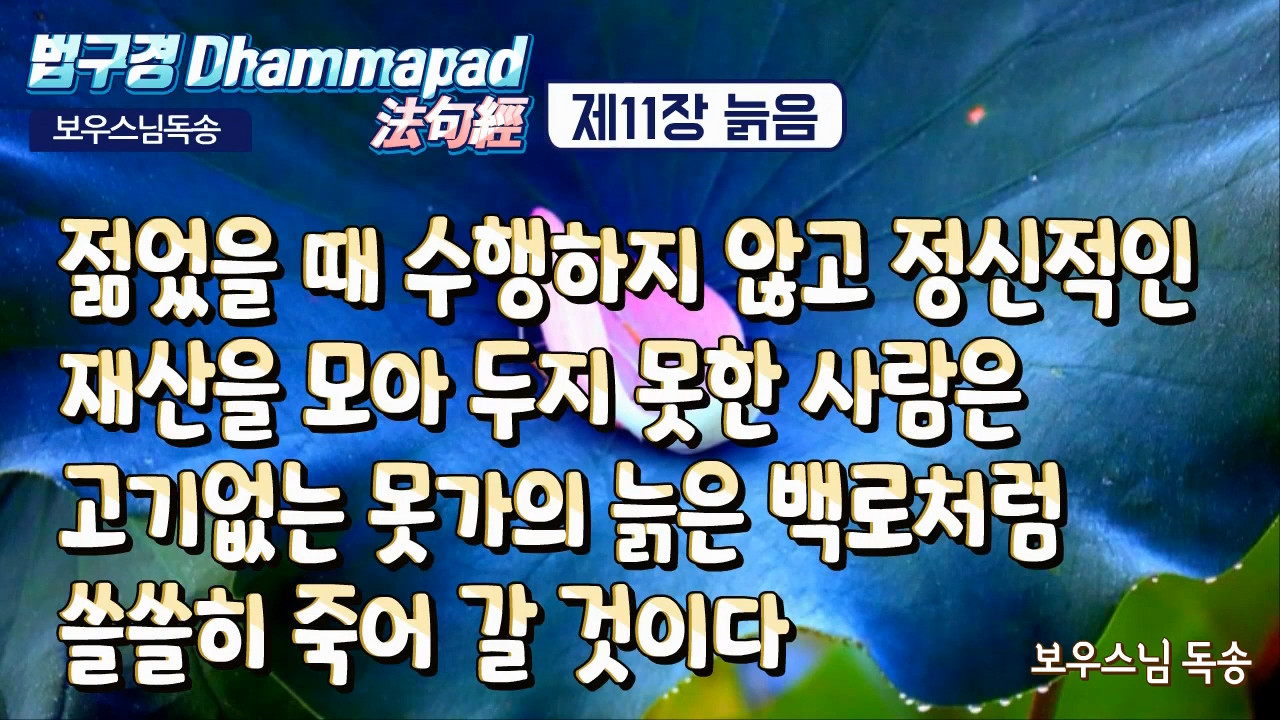 법구경 Dhammapad
法句經
보우스님독송
제11장 늙음
젊었을 때 수행하지 않고 정신적인
재산을 모아 두지 못한 사람은
고기없는 못가의 늙은 백로처럼
쓸쓸히 죽어 갈 것이다
보우스님 독송